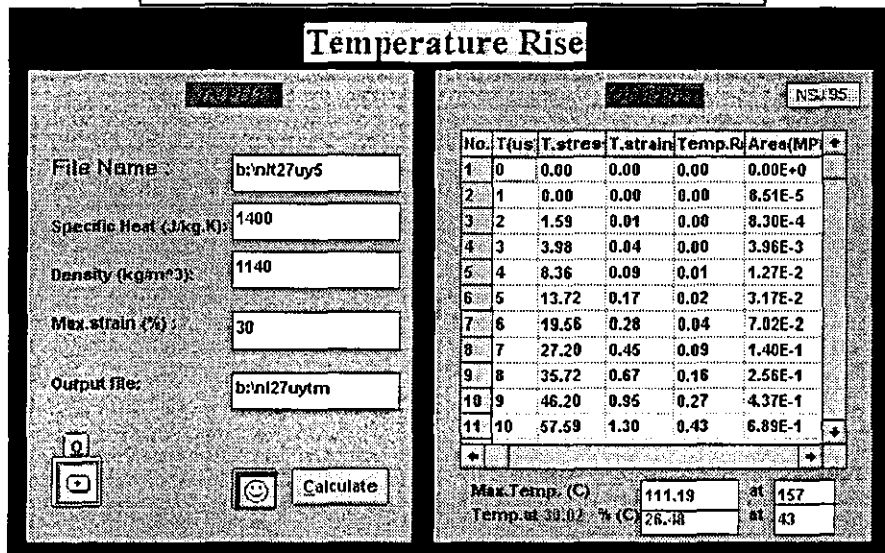 Temperature Rise
File Name :
b:\nlt27uy5
Specific Heat (J/kg.K):
1400
Density (kg/m^3):
1140
Max.strain (%) :
30
Output file:
b:\nl27uytm
Calculate
NSJ 95
No. T(us T.stres T.strain Temp.R Area(MP
1 0 0.00 0.00 0.00 0.00E+0
2 1 0.00 0.00 0.00 8.51E-5
3 2 1.59 0.01 0.00 8.30E-4
4 3 3.98 0.04 0.00 3.96E-3
5 4 8.36 0.09 0.01 1.27E-2
6 5 13.72 0.17 0.02 3.17E-2
7 6 19.56 0.28 0.04 7.02E-2
8 7 27.20 0.45 0.09 1.40E-1
9 8 35.72 0.67 0.16 2.56E-1
10 9 46.20 0.95 0.27 4.37E-1
11 10 57.59 1.30 0.43 6.89E-1
Max.Temp. (C) 111.19 at 157
Temp.at 30.02 % (C) 26.48 at 43